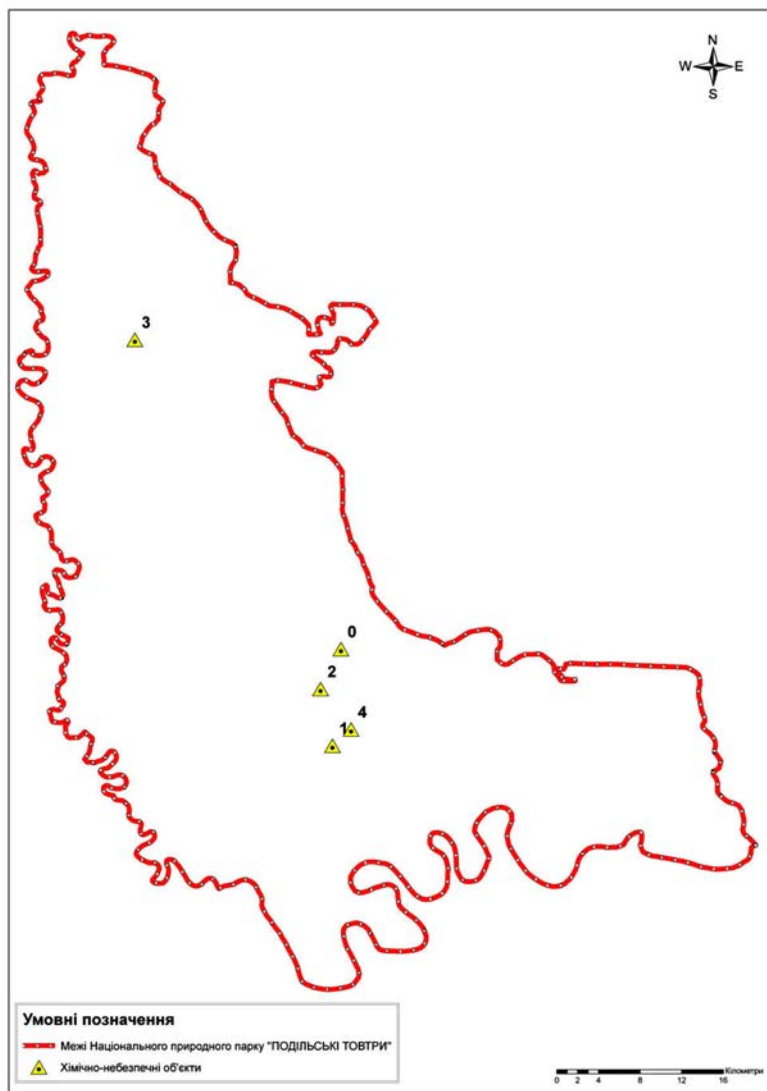 N
W E
S
3
0
2
1 4
Умовні позначення
Межі Національного природного парку "ПОДІЛЬСЬКІ ТОВТРИ"
Хімічно-небезпечні об'єкти
Кілометри
0 2 4 8 12 16